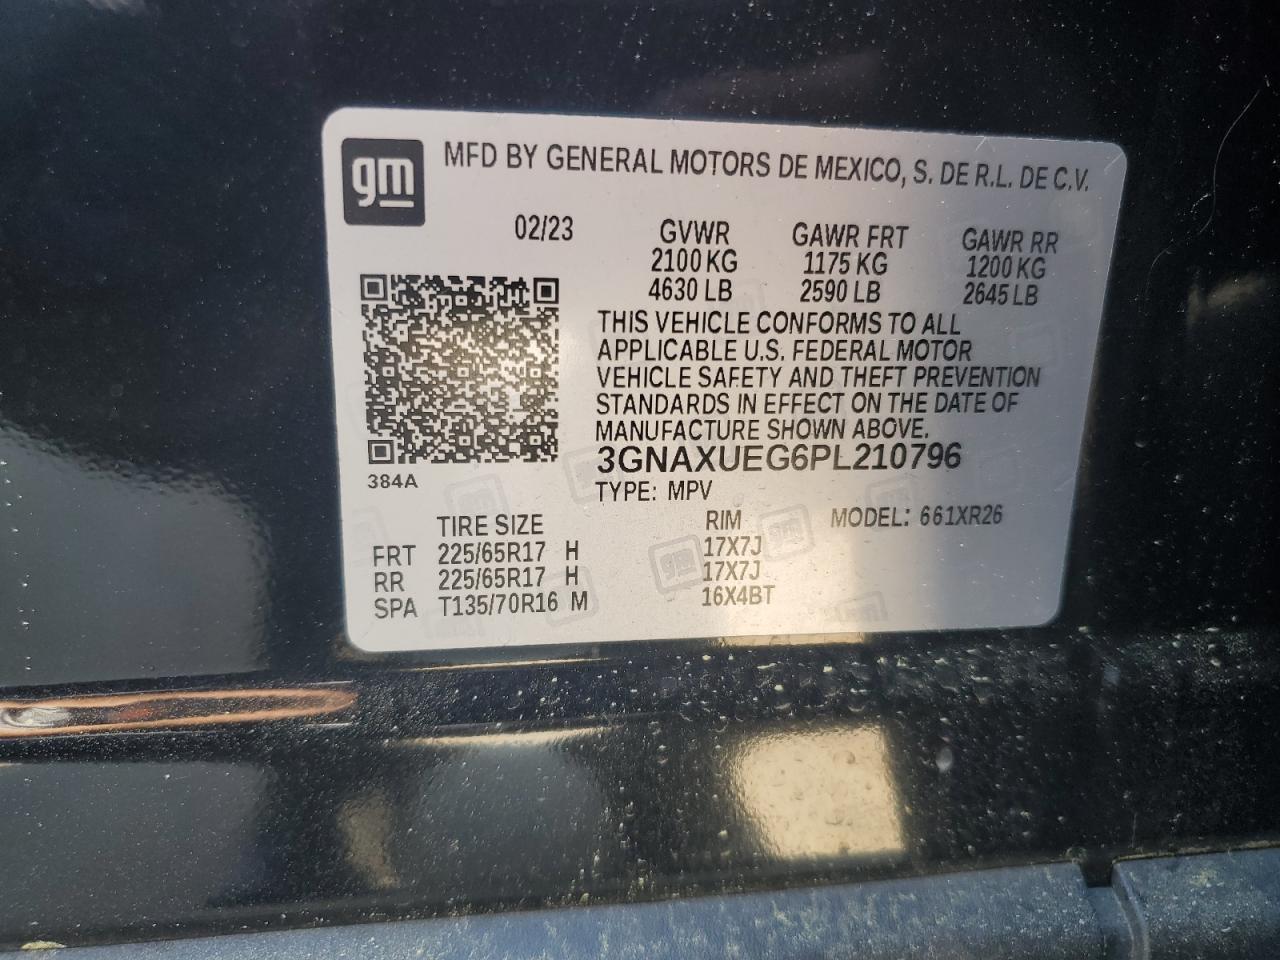 gm
MFD BY GENERAL MOTORS DE MEXICO, S. DE R.L. DE C.V.
02/23 GVWR GAWR FRT GAWR RR
2100 KG 1175 KG 1200 KG
4630 LB 2590 LB 2645 LB
THIS VEHICLE CONFORMS TO ALL
APPLICABLE U.S. FEDERAL MOTOR
VEHICLE SAFETY AND THEFT PREVENTION
STANDARDS IN EFFECT ON THE DATE OF
MANUFACTURE SHOWN ABOVE.
3GNAXUEG6PL210796
384A
TYPE: MPV
TIRE SIZE RIM MODEL: 661XR26
FRT 225/65R17 H 17X7J
RR 225/65R17 H 17X7J
SPA T135/70R16 M 16X4BT